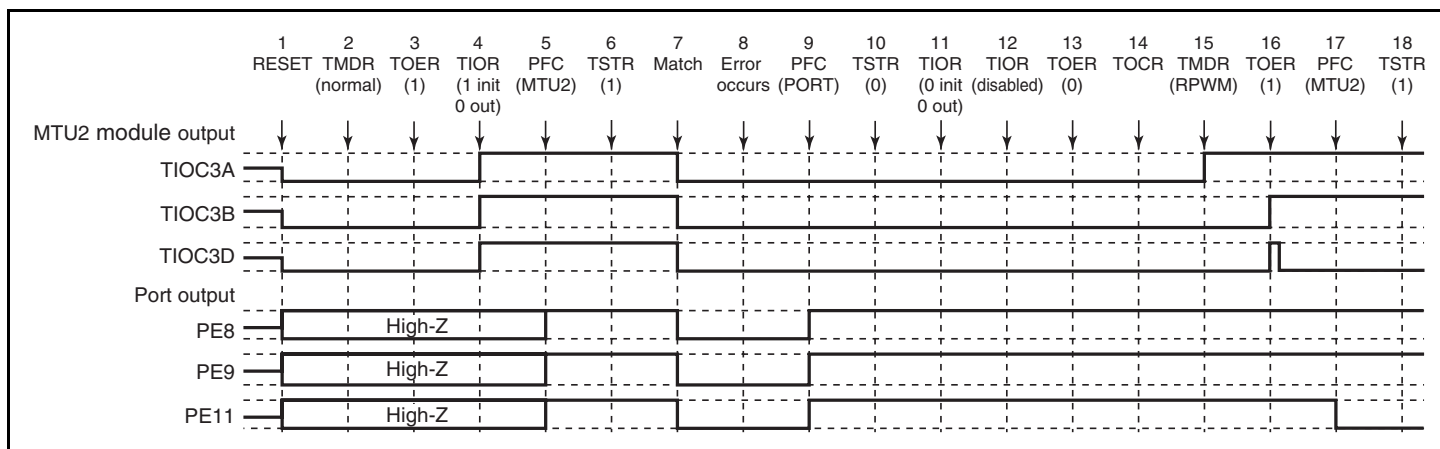 1 2 3 4 5 6 7 8 9 10 11 12 13 14 15 16 17 18
RESET TMDR TOER TIOR PFC TSTR Match Error PFC TSTR TIOR TIOR TOER TOCR TMDR TOER PFC TSTR
(normal) (1) (1 init (MTU2) (1) occurs (PORT) (0) (0 init (disabled) (0) (RPWM) (1) (MTU2) (1)
0 out) 0 out)
MTU2 module output
TIOC3A
TIOC3B
TIOC3D
Port output
PE8 High-Z
PE9 High-Z
PE11 High-Z